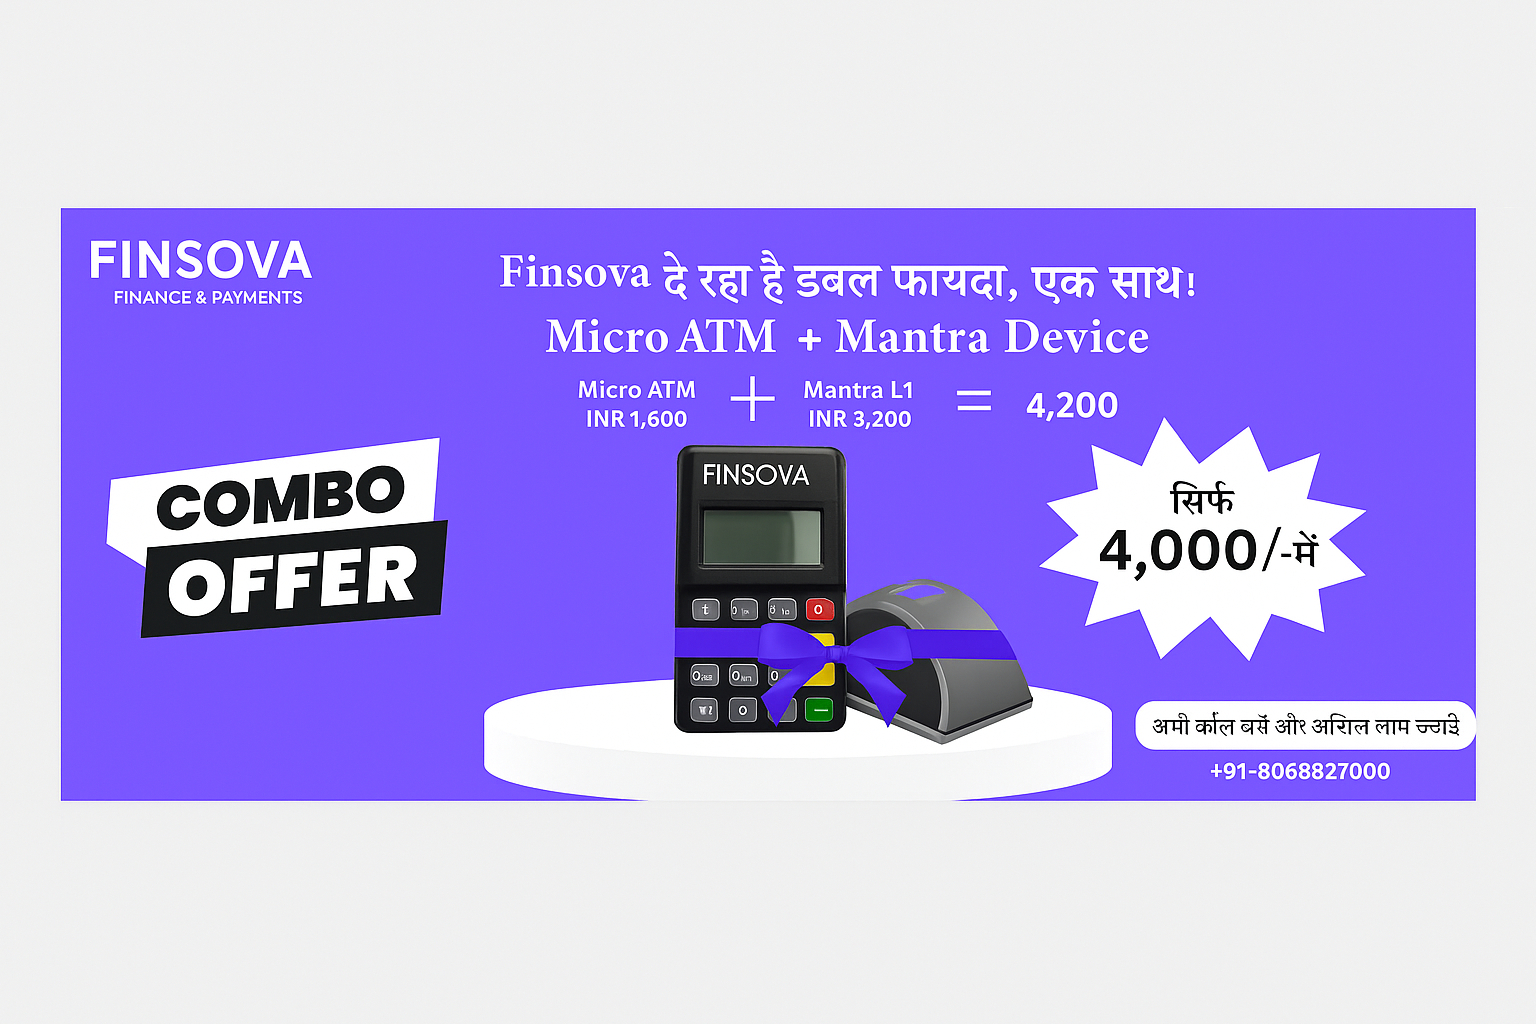 FINSOVA
FINANCE & PAYMENTS
Finsova दे रहा है डबल फायदा, एक साथ!
Micro ATM + Mantra Device
Micro ATM + Mantra L1 = 4,200
INR 1,600 INR 3,200
COMBO
OFFER
FINSOVA
सिर्फ
4,000/-में
और
+91-8068827000